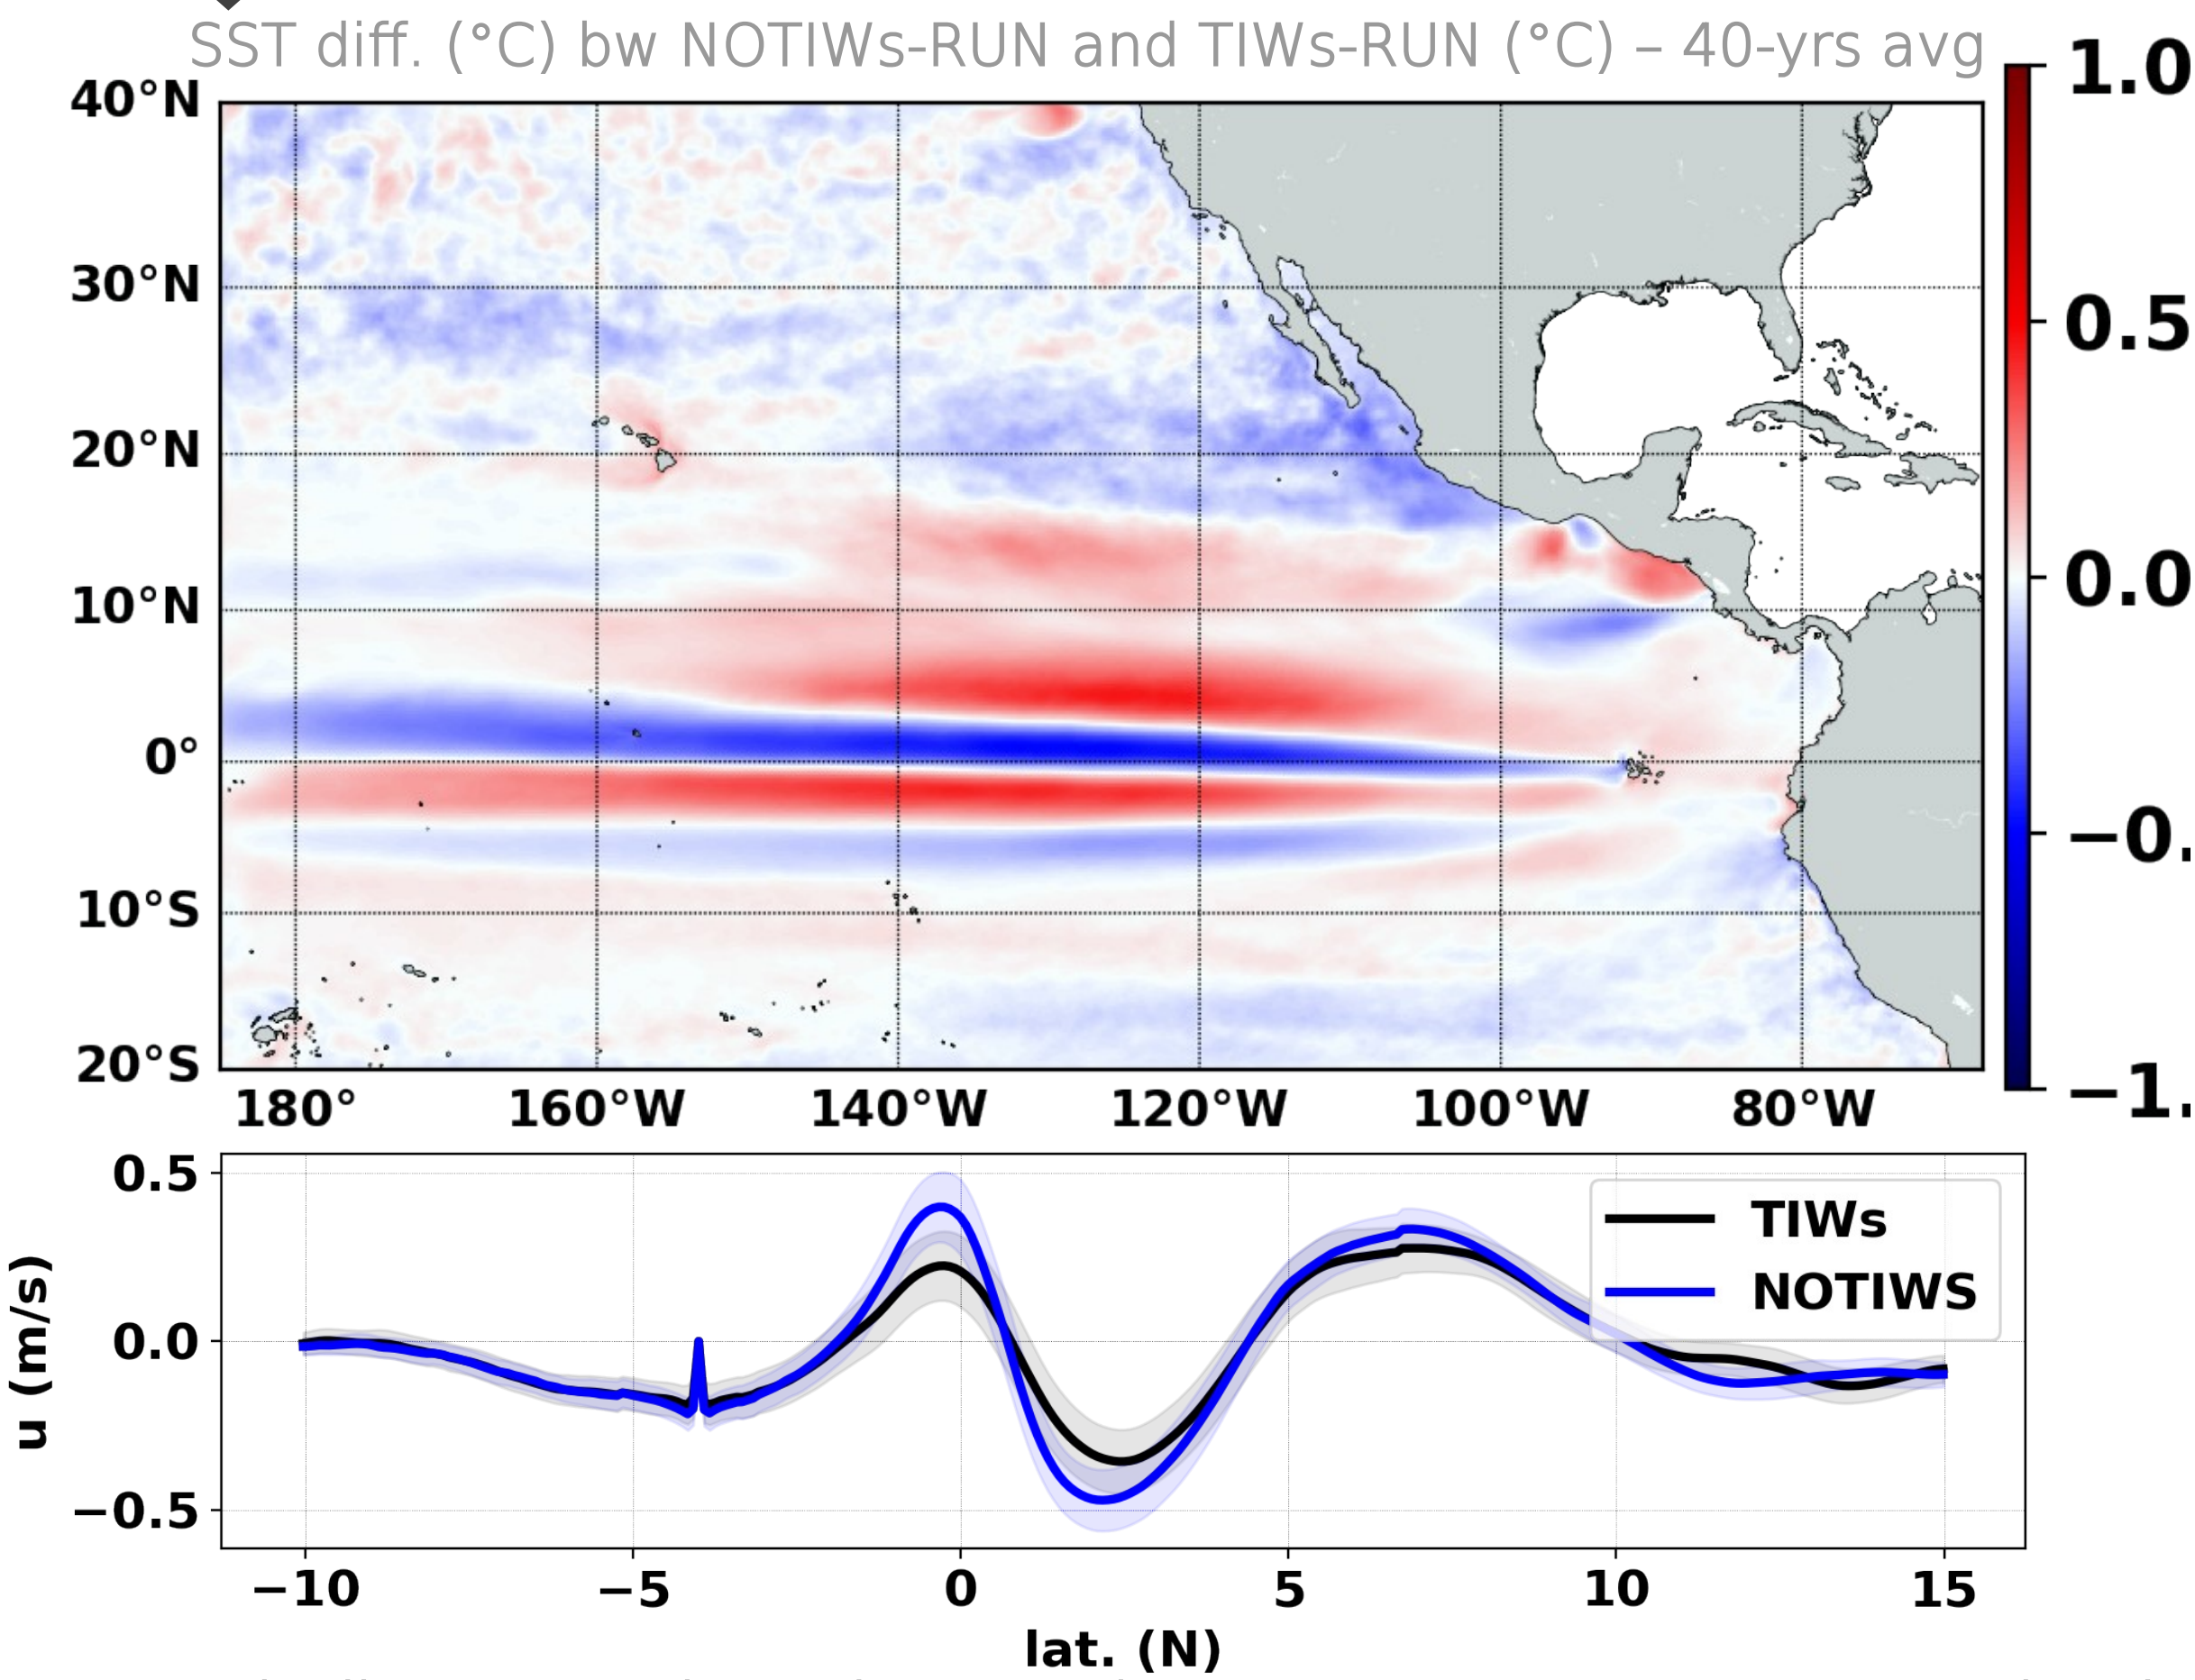 SST diff. (°C) bw NOTIWs-RUN and TIWs-RUN (°C) – 40-yrs avg
40°N
30°N
20°N
10°N
0°
10°S
20°S
180°
160°W
140°W
120°W
100°W
80°W
1.0
0.5
0.0
−0.
−1.
u (m/s)
0.5
0.0
−0.5
TIWs
NOTIWS
−10
−5
0
5
10
15
lat. (N)